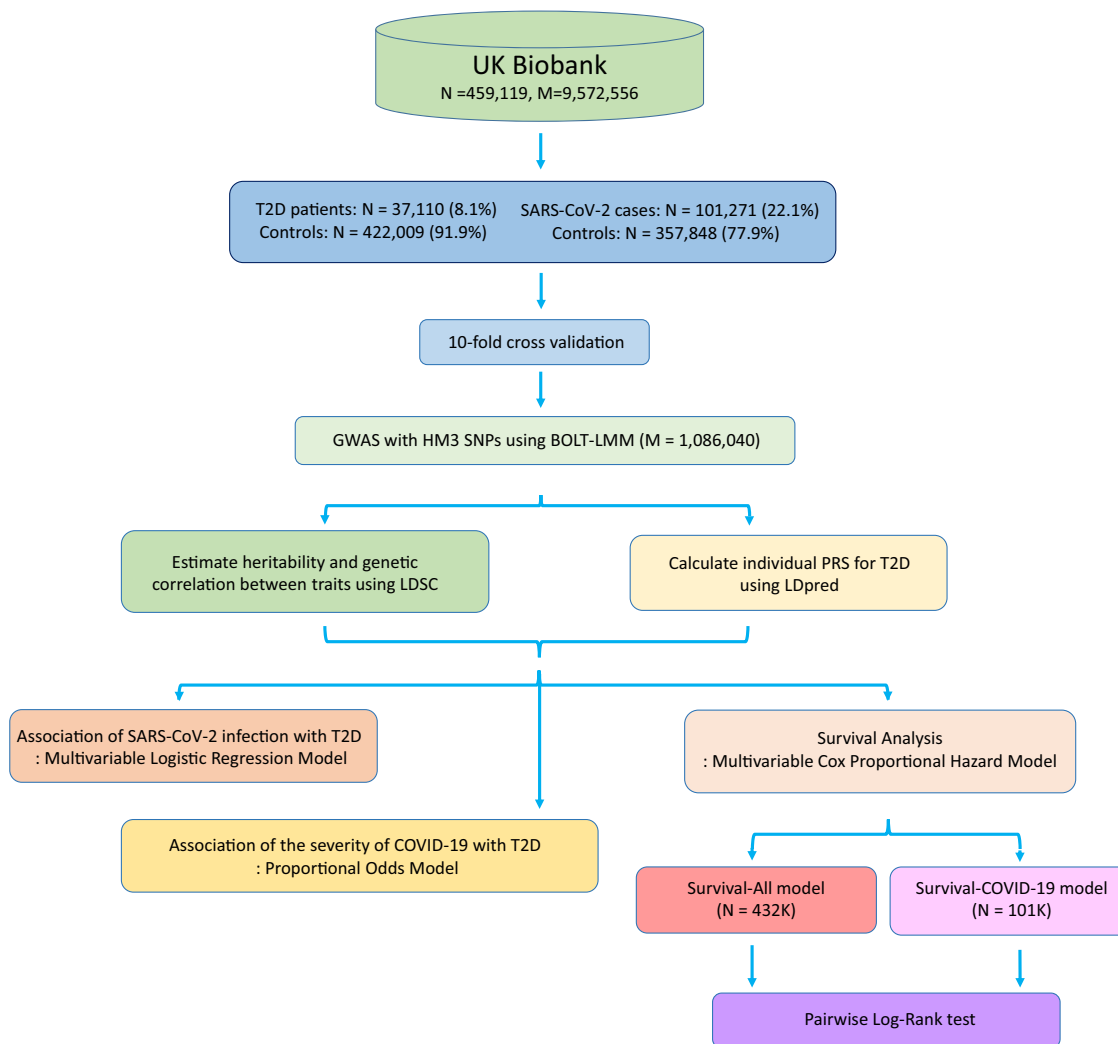 UK Biobank
N =459,119, M=9,572,556
T2D patients: N = 37,110 (8.1%)
Controls: N = 422,009 (91.9%)
SARS-CoV-2 cases: N = 101,271 (22.1%)
Controls: N = 357,848 (77.9%)
10-fold cross validation
GWAS with HM3 SNPs using BOLT-LMM (M = 1,086,040)
Estimate heritability and genetic
correlation between traits using LDSC
Calculate individual PRS for T2D
using LDpred
Association of SARS-CoV-2 infection with T2D
: Multivariable Logistic Regression Model
Survival Analysis
: Multivariable Cox Proportional Hazard Model
Association of the severity of COVID-19 with T2D
: Proportional Odds Model
Survival-All model
(N = 432K)
Survival-COVID-19 model
(N = 101K)
Pairwise Log-Rank test